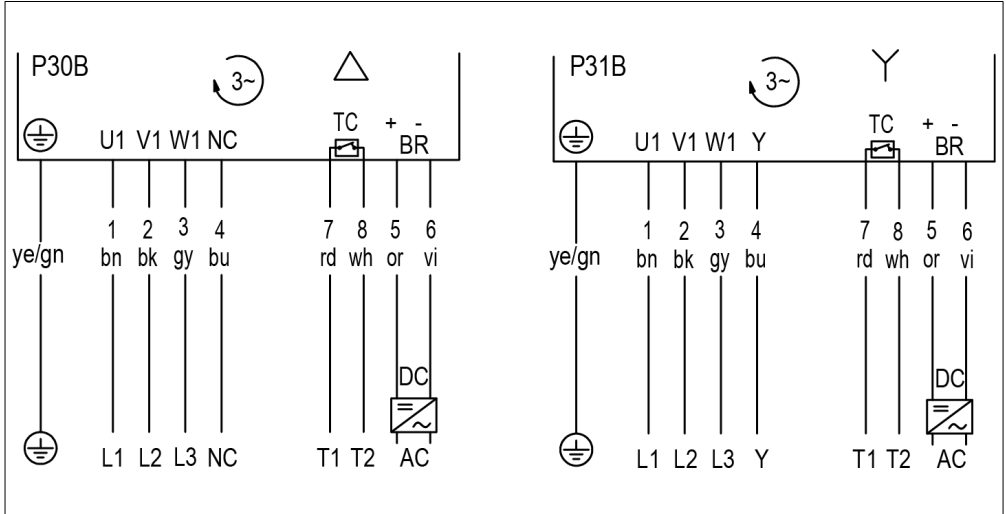 P30B
3~
TC
+ -
U1 V1 W1 NC
BR
1 2 3 4 7 8 5 6
ye/gn bn bk gy bu rd wh or vi
DC
L1 L2 L3 NC T1 T2 AC
P31B
3~
TC
+ -
U1 V1 W1 Y
BR
1 2 3 4 7 8 5 6
ye/gn bn bk gy bu rd wh or vi
DC
L1 L2 L3 Y T1 T2 AC